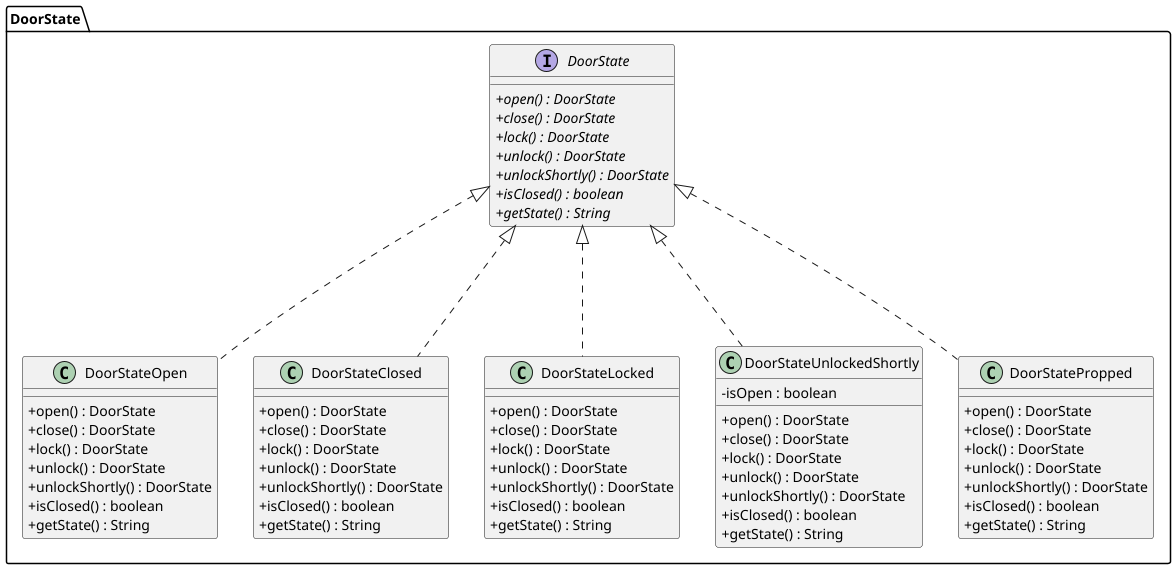 DoorState
I DoorState
+open() : DoorState
+close() : DoorState
+lock() : DoorState
+unlock() : DoorState
+unlockShortly() : DoorState
+isClosed() : boolean
+getState() : String
C DoorStateOpen
+open() : DoorState
+close() : DoorState
+lock() : DoorState
+unlock() : DoorState
+unlockShortly() : DoorState
+isClosed() : boolean
+getState() : String
C DoorStateClosed
+open() : DoorState
+close() : DoorState
+lock() : DoorState
+unlock() : DoorState
+unlockShortly() : DoorState
+isClosed() : boolean
+getState() : String
C DoorStateLocked
+open() : DoorState
+close() : DoorState
+lock() : DoorState
+unlock() : DoorState
+unlockShortly() : DoorState
+isClosed() : boolean
+getState() : String
C DoorStateUnlockedShortly
-isOpen : boolean
+open() : DoorState
+close() : DoorState
+lock() : DoorState
+unlock() : DoorState
+unlockShortly() : DoorState
+isClosed() : boolean
+getState() : String
C DoorStatePropped
+open() : DoorState
+close() : DoorState
+lock() : DoorState
+unlock() : DoorState
+unlockShortly() : DoorState
+isClosed() : boolean
+getState() : String